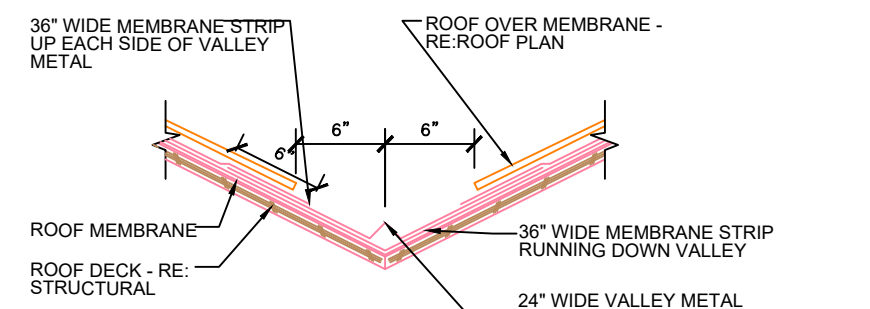 36" WIDE MEMBRANE STRIP
UP EACH SIDE OF VALLEY
METAL
ROOF OVER MEMBRANE -
RE:ROOF PLAN
6”
6”
6"
ROOF MEMBRANE
36" WIDE MEMBRANE STRIP
RUNNING DOWN VALLEY
ROOF DECK - RE:
STRUCTURAL
24" WIDE VALLEY METAL